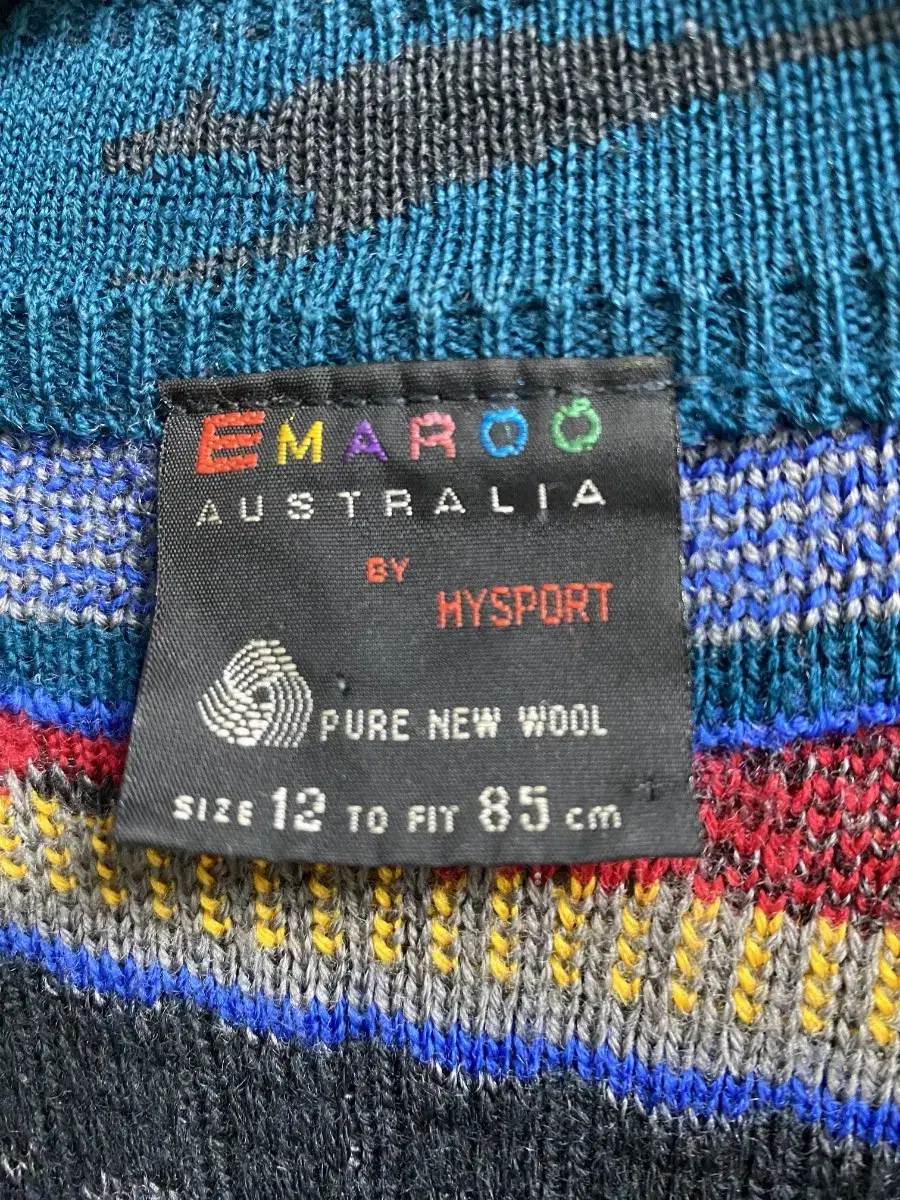 EMAROO
AUSTRALIA
BY
HYSPORT
PURE NEW WOOL
SIZE 12 TO FIT 85 cm